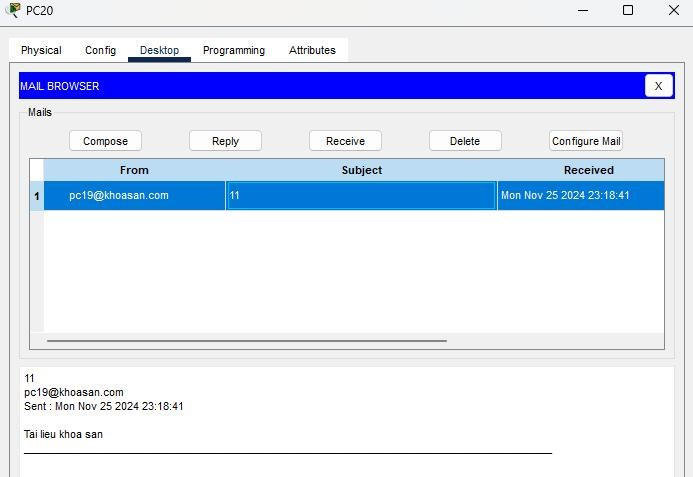 PC20
Physical Config Desktop Programming Attributes
MAIL BROWSER X
Mails
Compose Reply Receive Delete Configure Mail
From Subject Received
1 pc19@khoasan.com 11 Mon Nov 25 2024 23:18:41
11
pc19@khoasan.com
Sent : Mon Nov 25 2024 23:18:41
Tai lieu khoa san